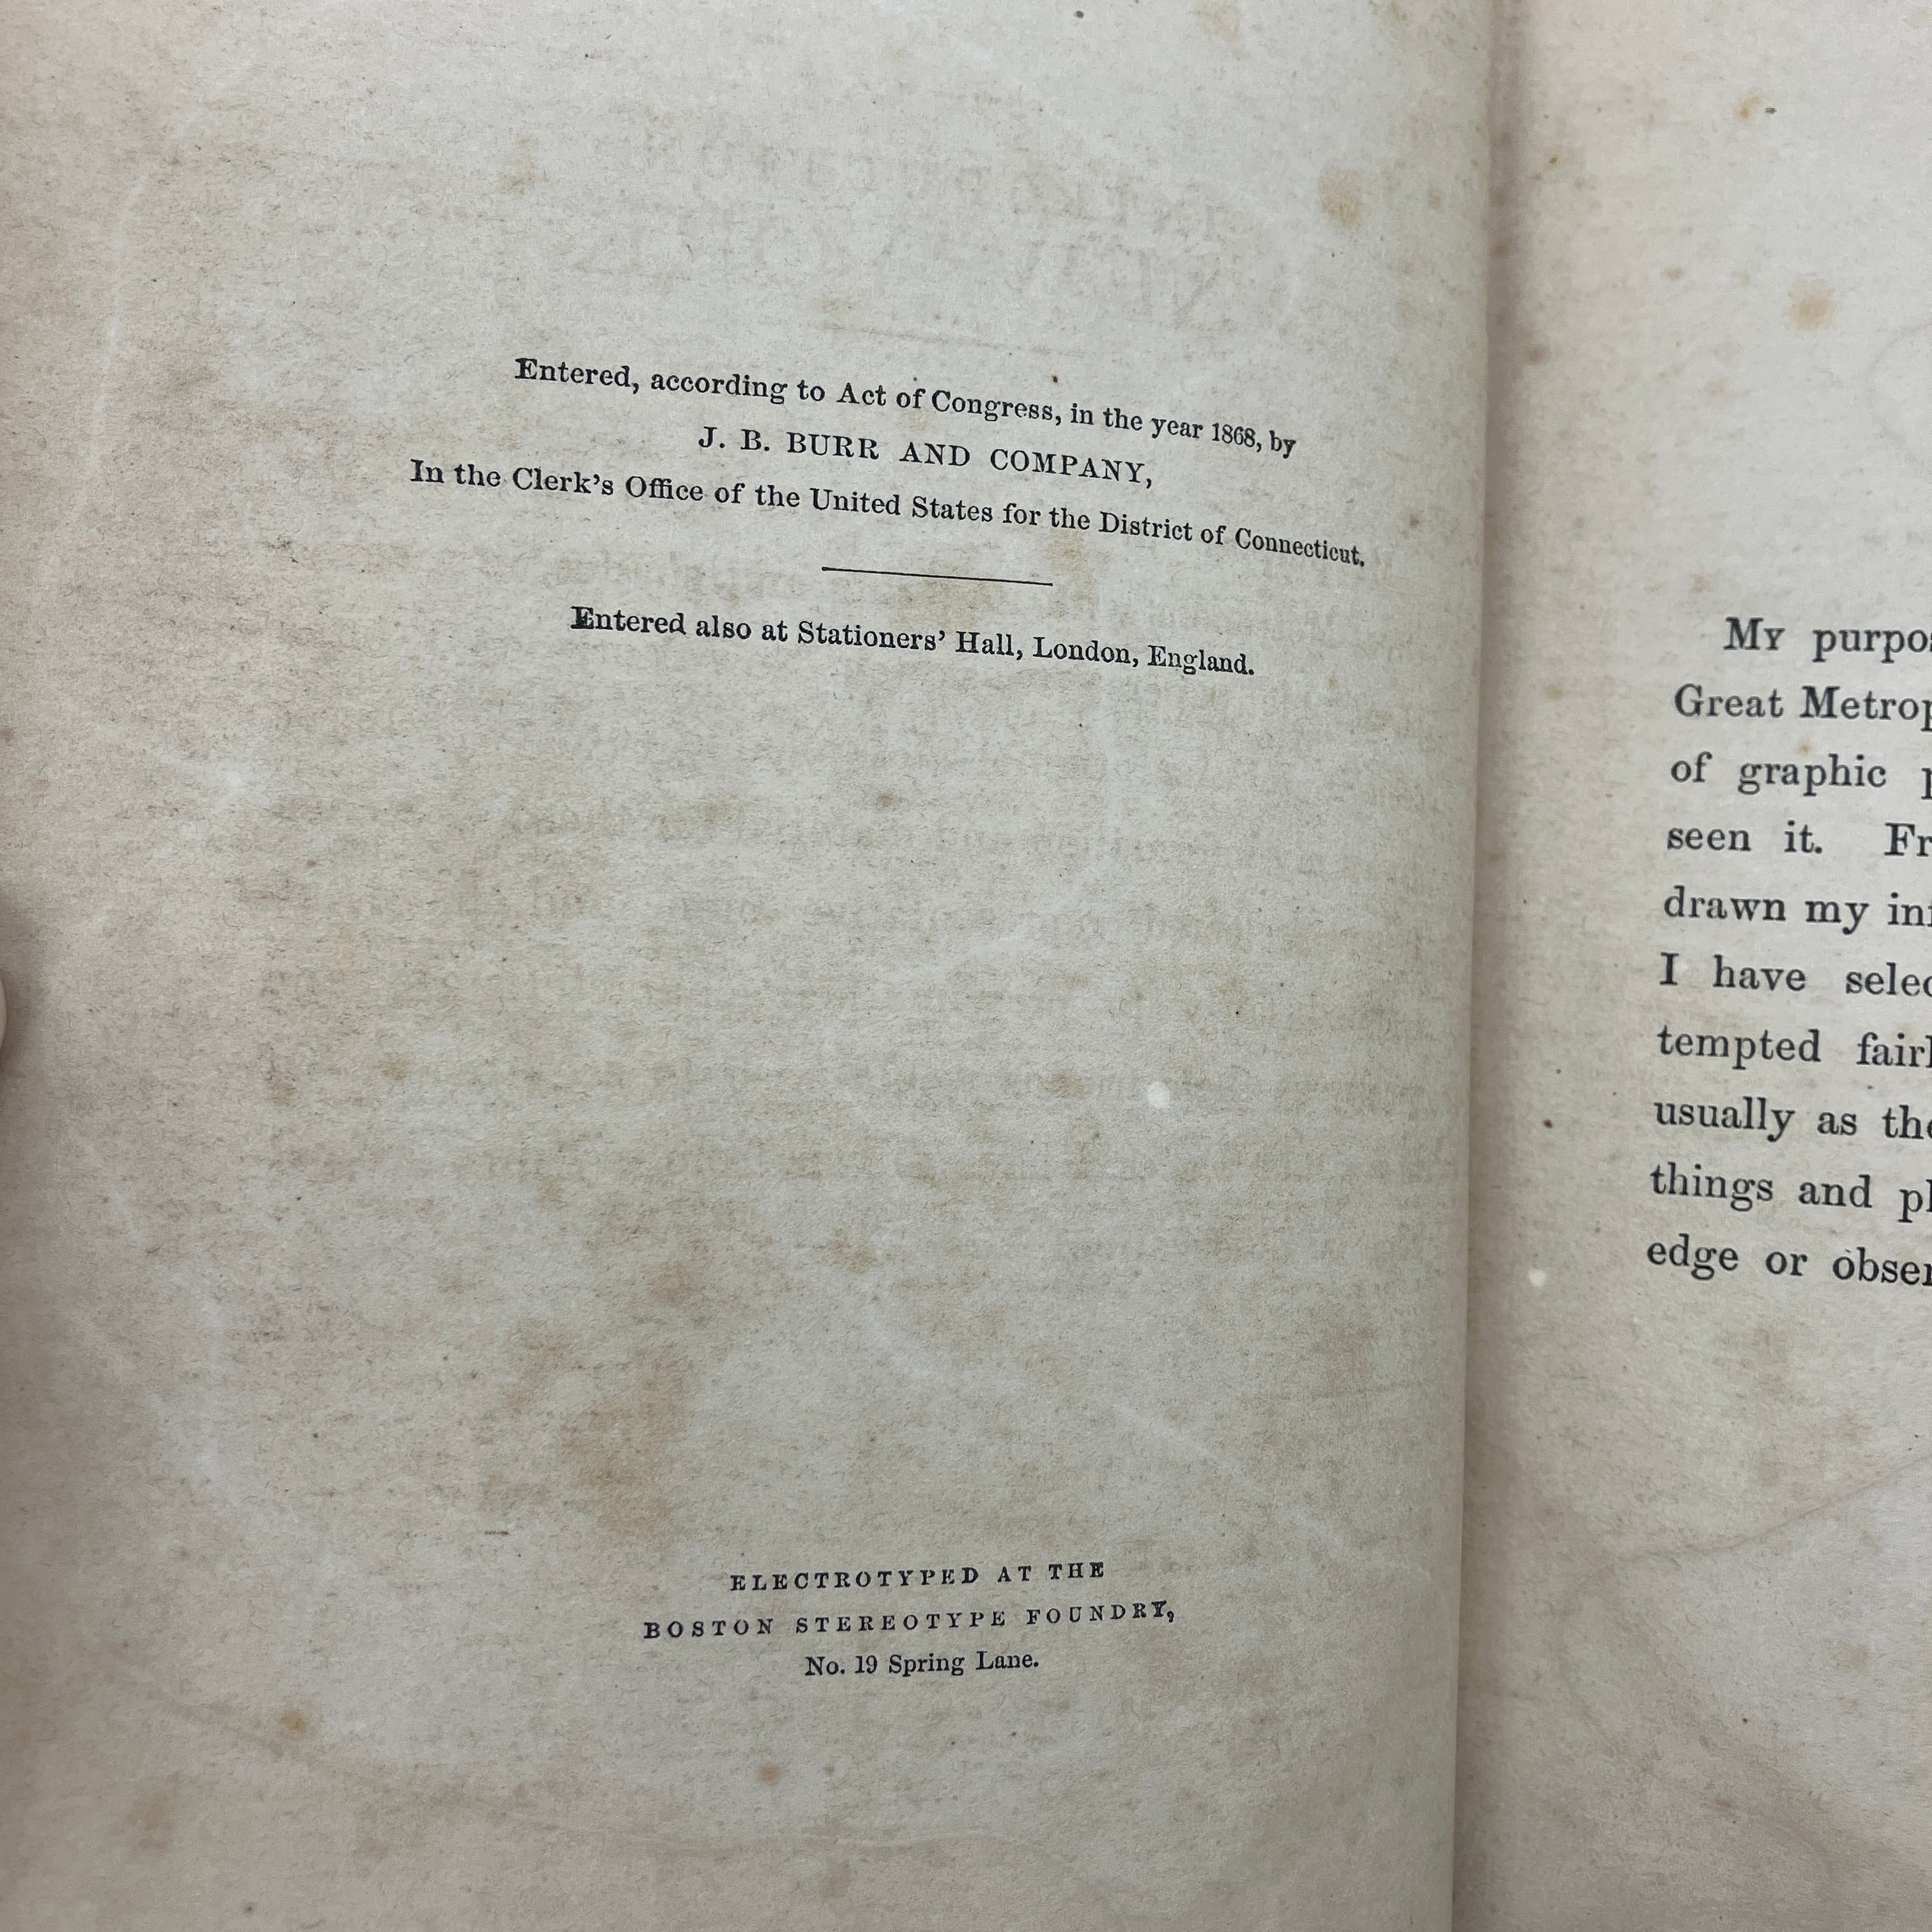 Entered, according to Act of Congress, in the year 1868, by
J. B. BURR AND COMPANY,
In the Clerk's Office of the United States for the District of Connecticut.
Entered also at Stationers' Hall, London, England.
ELECTROTYPED AT THE
BOSTON STEREOTYPE FOUNDRY,
No. 19 Spring Lane.
My
Great
of graphic
seen it.
drawn my
I have
tempted
usually as
things and
edge or